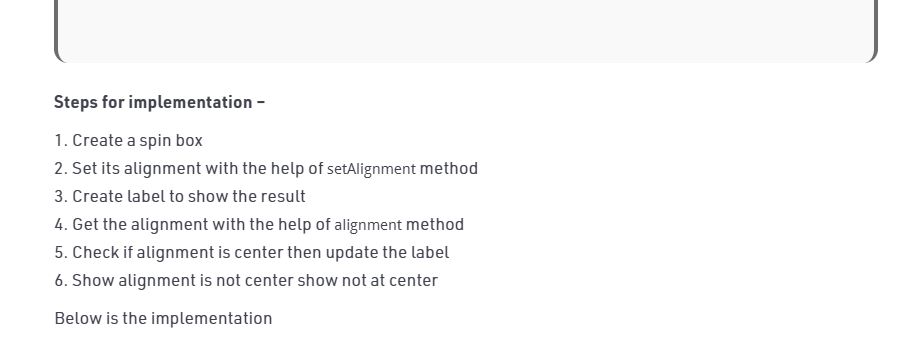 Steps for implementation –
1. Create a spin box
2. Set its alignment with the help of setAlignment method
3. Create label to show the result
4. Get the alignment with the help of alignment method
5. Check if alignment is center then update the label
6. Show alignment is not center show not at center
Below is the implementation